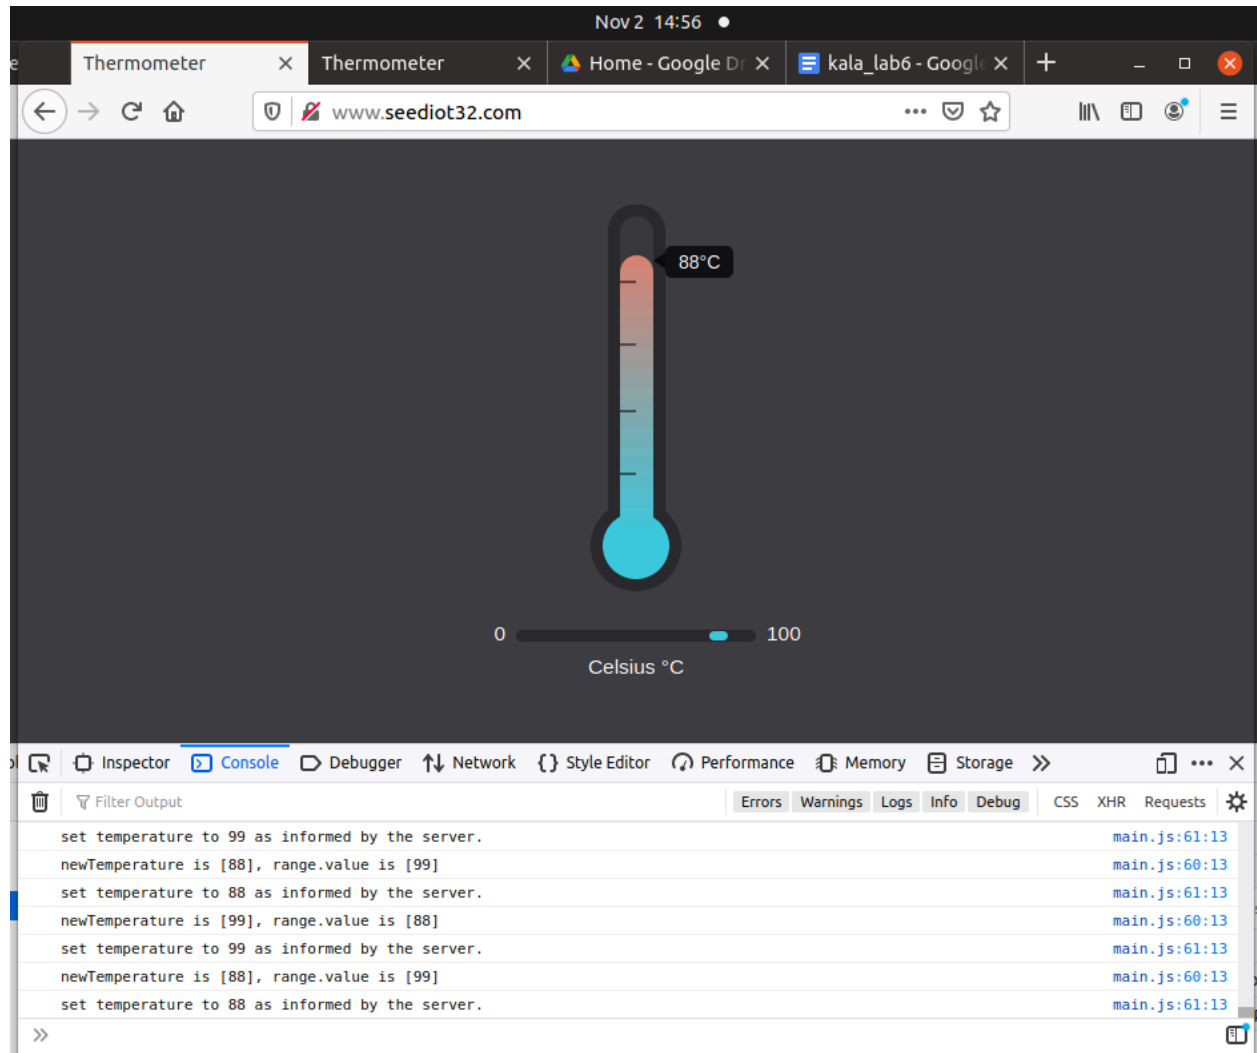 Nov 2 14:56
Thermometer
Thermometer
Home - Google Dr
kala_lab6 - Google
www.seediot32.com
88°C
0
100
Celsius °C
Inspector
Console
Debugger
Network
Style Editor
Performance
Memory
Storage
Filter Output
Errors Warnings Logs Info Debug CSS XHR Requests
set temperature to 99 as informed by the server. main.js:61:13
newTemperature is [88], range.value is [99] main.js:60:13
set temperature to 88 as informed by the server. main.js:61:13
newTemperature is [99], range.value is [88] main.js:60:13
set temperature to 99 as informed by the server. main.js:61:13
newTemperature is [88], range.value is [99] main.js:60:13
set temperature to 88 as informed by the server. main.js:61:13